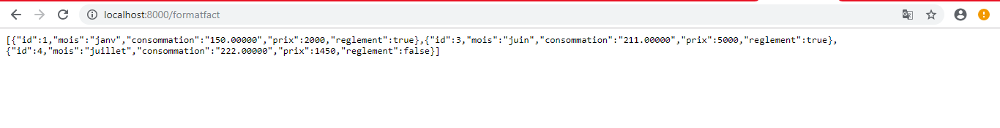 localhost:8000/formatfact
[{"id":1,"mois":"janv","consommation":"150.00000","prix":2000,"reglement":true},{"id":3,"mois":"juin","consommation":"211.00000","prix":5000,"reglement":true},
{"id":4,"mois":"juillet","consommation":"222.00000","prix":1450,"reglement":false}]